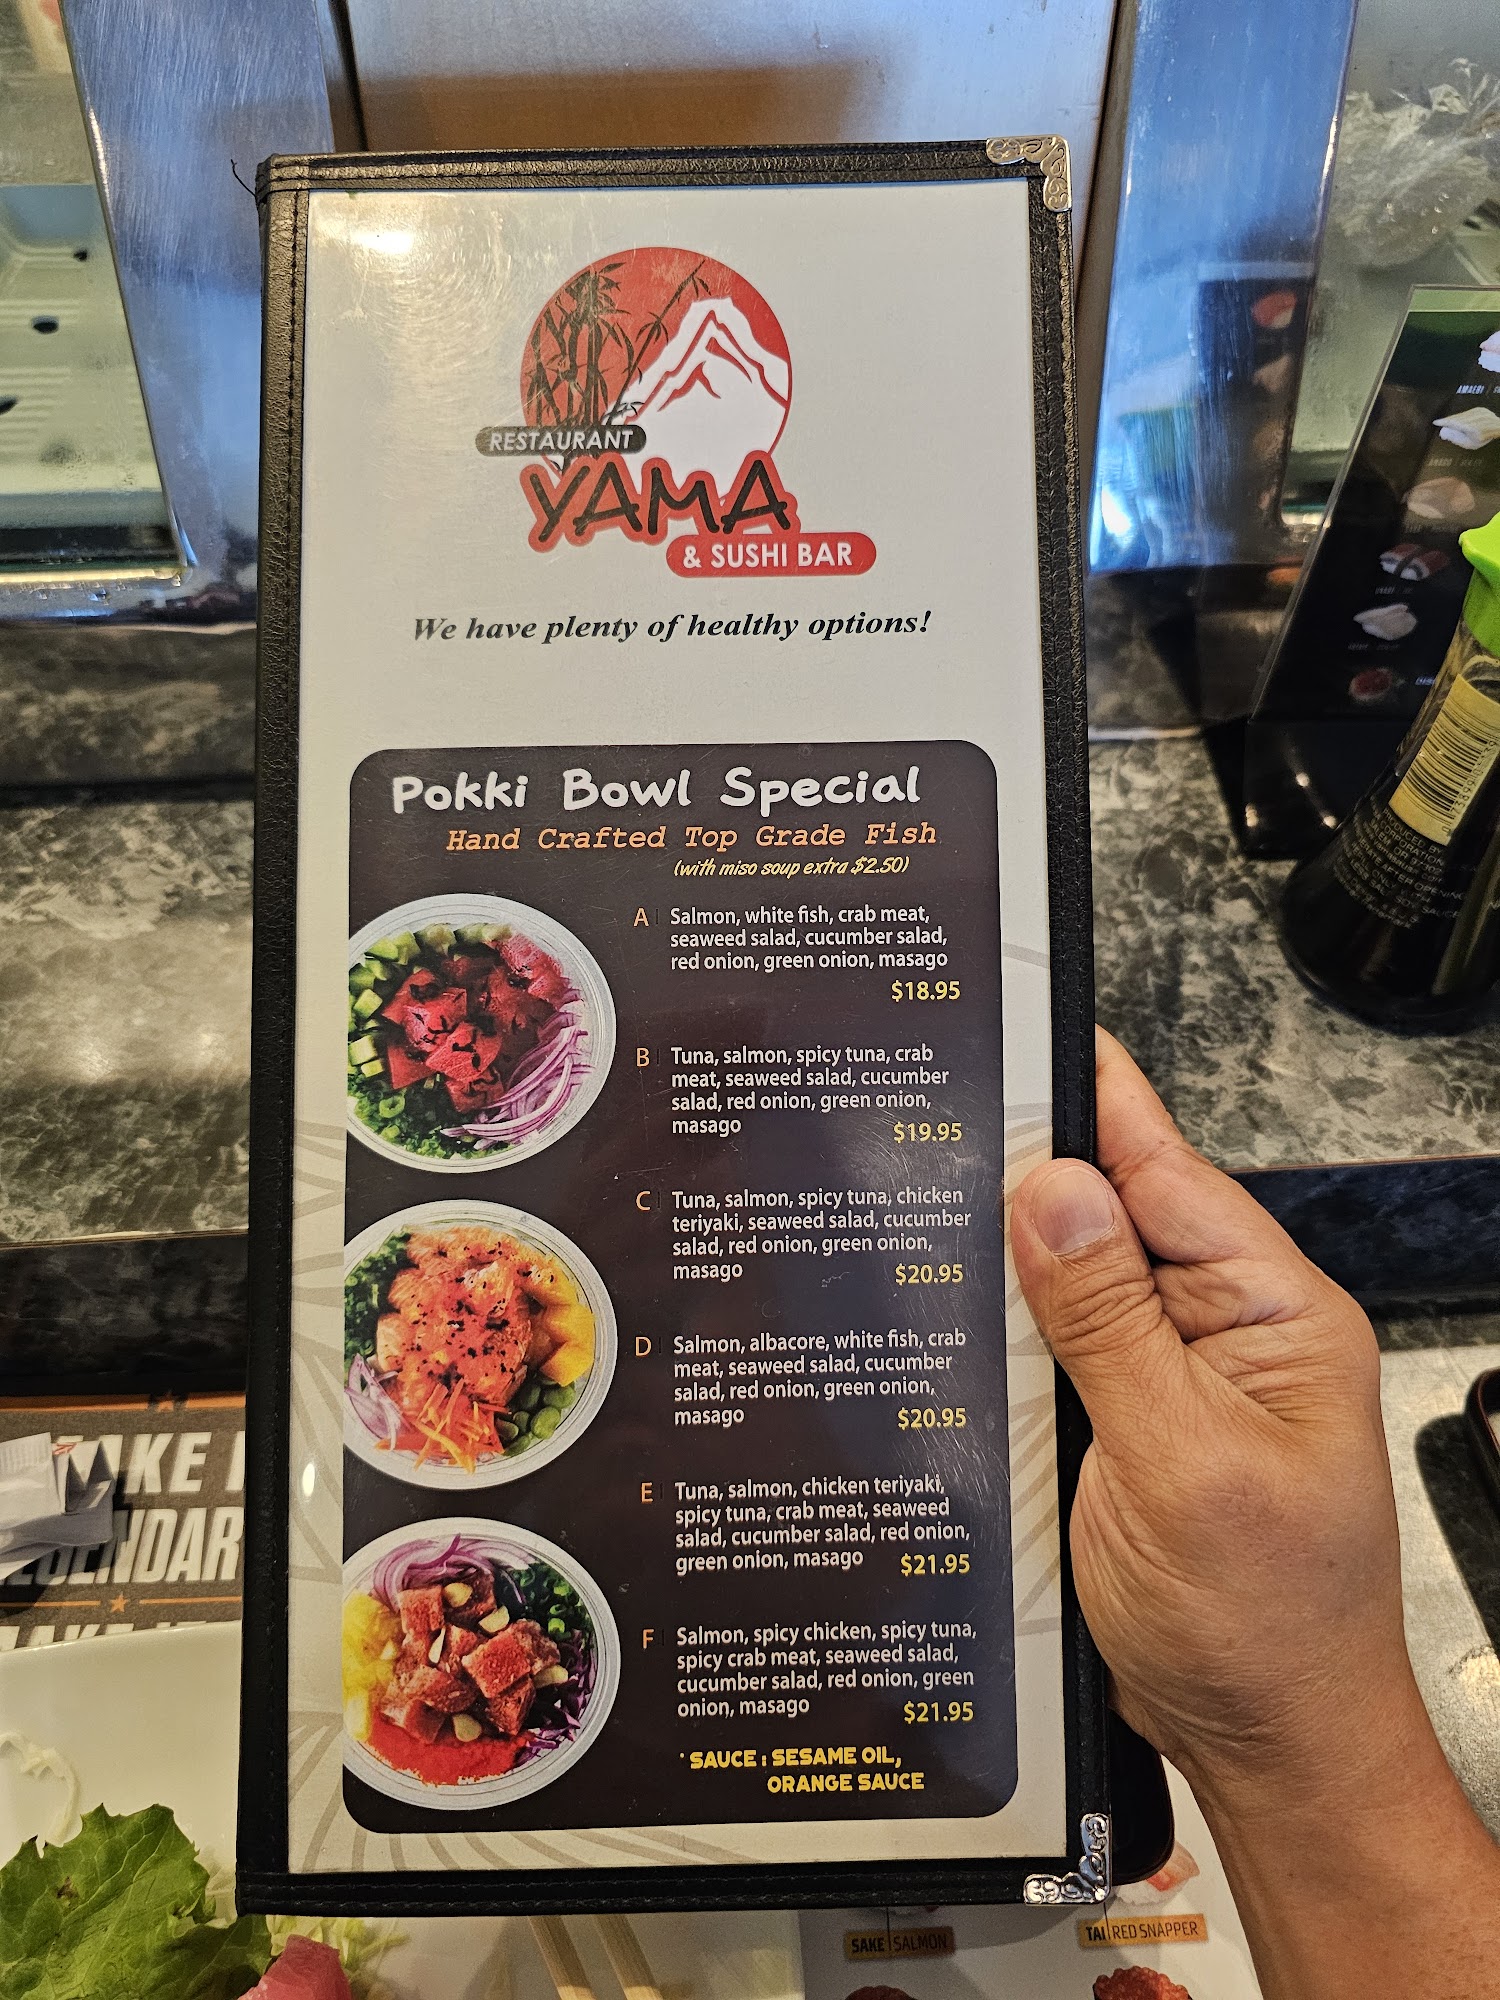 RESTAURANT
YAMA
& SUSHI BAR
We have plenty of healthy options!
Pokki Bowl Special
Hand Crafted Top Grade Fish
(with miso soup extra $2.50)
A Salmon, white fish, crab meat,
seaweed salad, cucumber salad,
red onion, green onion, masago
$18.95
B Tuna, salmon, spicy tuna, crab
meat, seaweed salad, cucumber
salad, red onion, green onion,
masago $19.95
C Tuna, salmon, spicy tuna, chicken
teriyaki, seaweed salad, cucumber
salad, red onion, green onion,
masago $20.95
D Salmon, albacore, white fish, crab
meat, seaweed salad, cucumber
salad, red onion, green onion,
masago $20.95
E Tuna, salmon, chicken teriyaki,
spicy tuna, crab meat, seaweed
salad, cucumber salad, red onion,
green onion, masago $21.95
F Salmon, spicy chicken, spicy tuna,
spicy crab meat, seaweed salad,
cucumber salad, red onion, green
onion, masago $21.95
* SAUCE : SESAME OIL,
ORANGE SAUCE
SAKE SALMON
TAI RED SNAPPER
AMAEBI